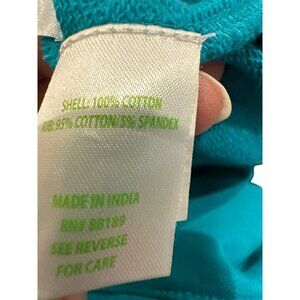 SHELL: 100% COTTON
RIB: 95% COTTON/5% SPANDEX
MADE IN INDIA
RN# 88189
SEE REVERSE
FOR CARE